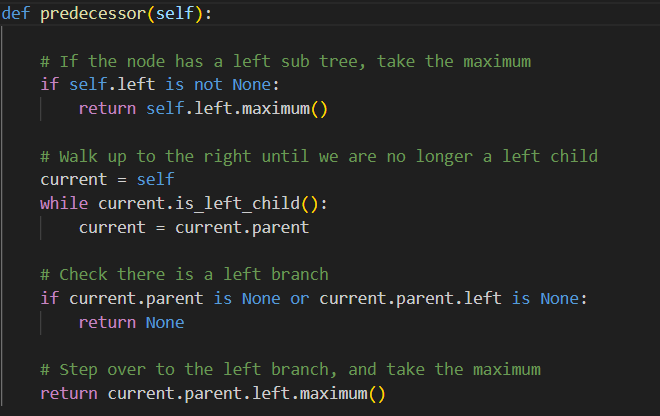 def predecessor(self):
# If the node has a left sub tree, take the maximum
if self.left is not None:
return self.left.maximum()
# Walk up to the right until we are no longer a left child
current = self
while current.is_left_child():
current = current.parent
# Check there is a left branch
if current.parent is None or current.parent.left is None:
return None
# Step over to the left branch, and take the maximum
return current.parent.left.maximum()